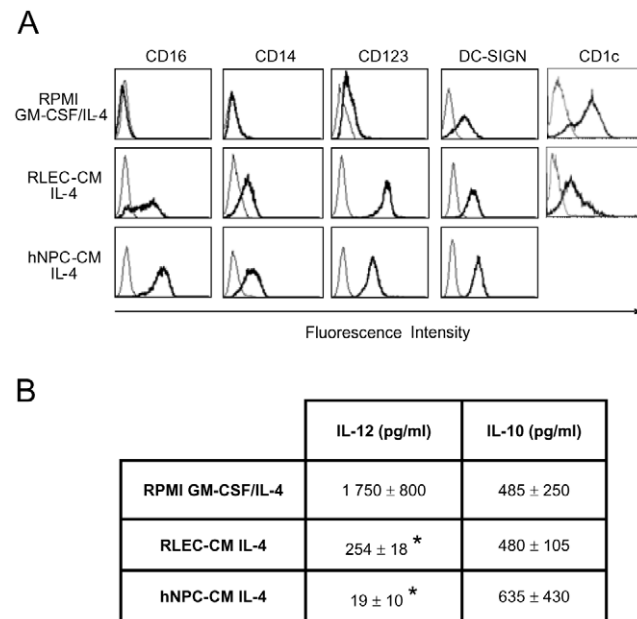 A
CD16 CD14 CD123 DC-SIGN CD1c
RPMI
GM-CSF/IL-4
RLEC-CM
IL-4
hNPC-CM
IL-4
Fluorescence Intensity
B
IL-12 (pg/ml) IL-10 (pg/ml)
RPMI GM-CSF/IL-4 1 750 ± 800 485 ± 250
RLEC-CM IL-4 254 ± 18 * 480 ± 105
hNPC-CM IL-4 19 ± 10 * 635 ± 430